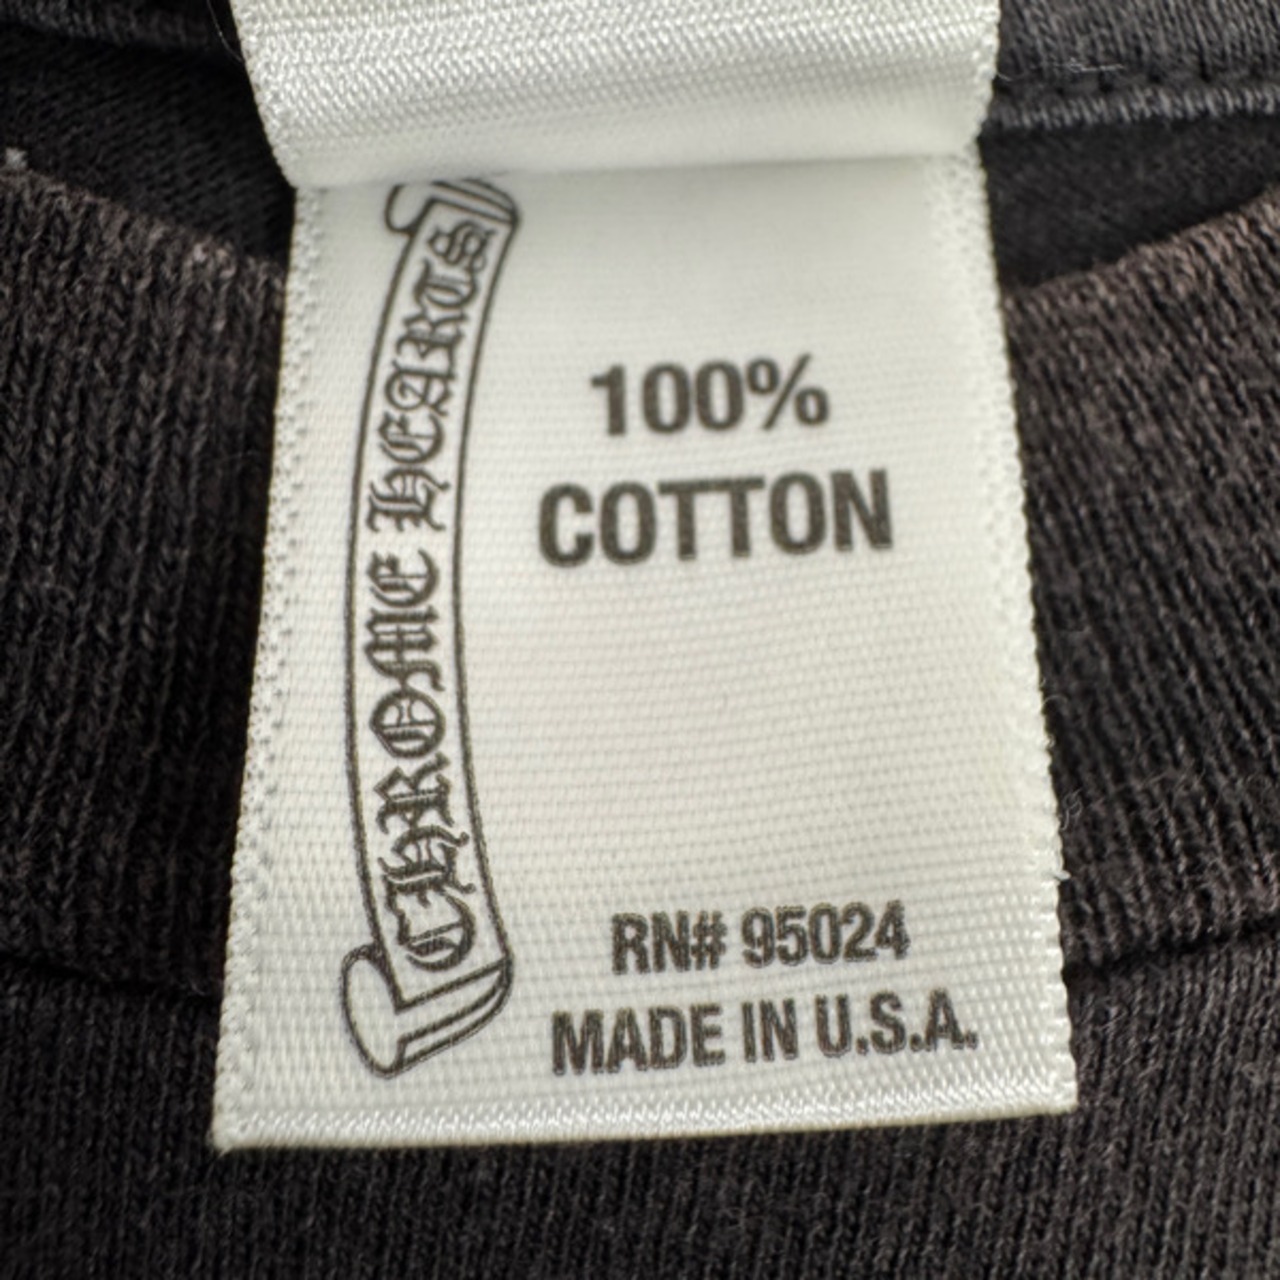 CHROME HEARTS
100%
COTTON
RN# 95024
MADE IN U.S.A.